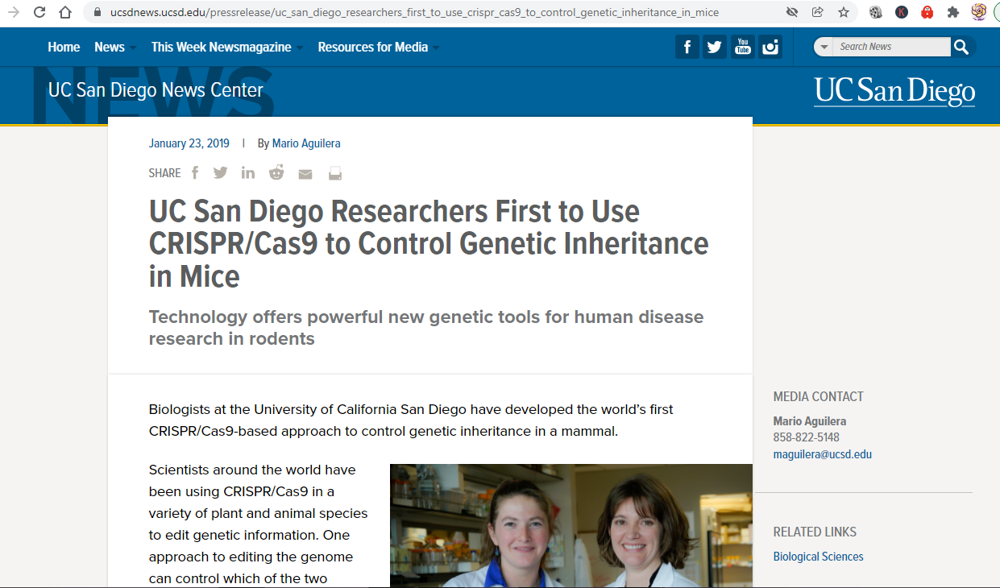 ucsdnews.ucsd.edu/pressrelease/uc_san_diego_researchers_first_to_use_crispr_cas9_to_control_genetic_inheritance_in_mice
K
Home News This Week Newsmagazine Resources for Media
f You Tube
Search News
NEWS
UC San Diego News Center
UC San Diego
January 23, 2019 | By Mario Aguilera
SHARE f in
UC San Diego Researchers First to Use
CRISPR/Cas9 to Control Genetic Inheritance
in Mice
Technology offers powerful new genetic tools for human disease
research in rodents
Biologists at the University of California San Diego have developed the world’s first
CRISPR/Cas9-based approach to control genetic inheritance in a mammal.
Scientists around the world have
been using CRISPR/Cas9 in a
variety of plant and animal species
to edit genetic information. One
approach to editing the genome
can control which of the two
MEDIA CONTACT
Mario Aguilera
858-822-5148
maguilera@ucsd.edu
RELATED LINKS
Biological Sciences